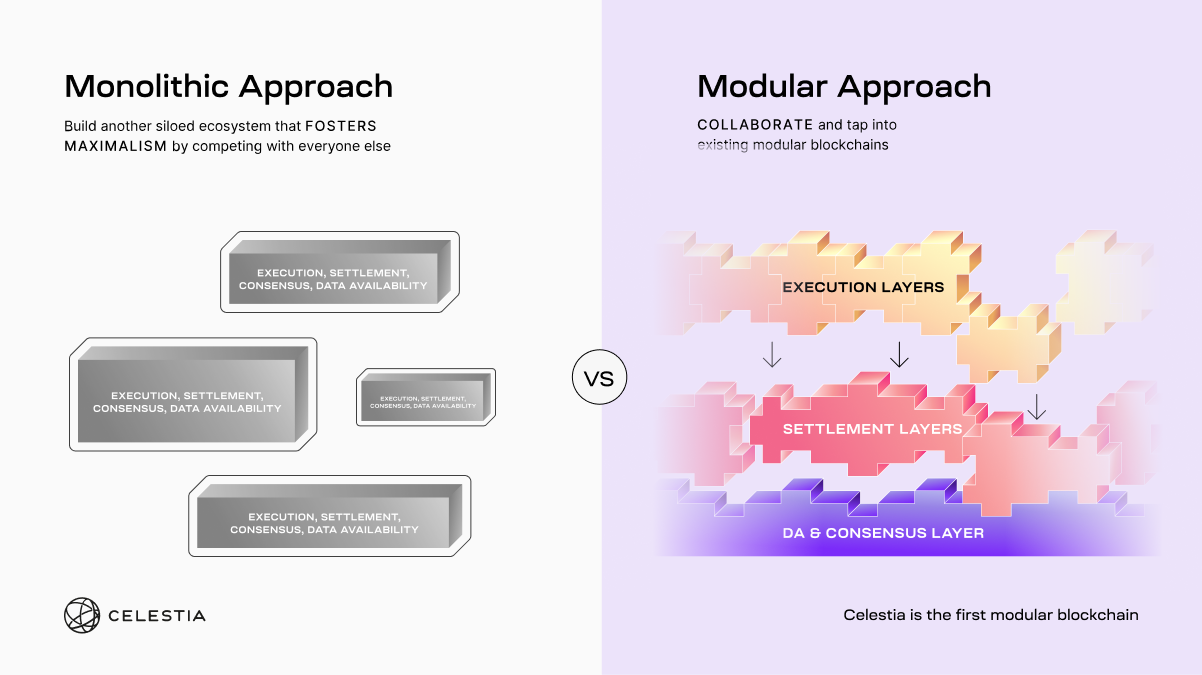 Monolithic Approach
Build another siloed ecosystem that FOSTERS
MAXIMALISM by competing with everyone else
EXECUTION, SETTLEMENT,
CONSENSUS, DATA AVAILABILITY
EXECUTION, SETTLEMENT,
CONSENSUS, DATA AVAILABILITY
EXECUTION, SETTLEMENT,
CONSENSUS, DATA AVAILABILITY
EXECUTION, SETTLEMENT,
CONSENSUS, DATA AVAILABILITY
CELESTIA
VS
Modular Approach
COLLABORATE and tap into
existing modular blockchains
EXECUTION LAYERS
SETTLEMENT LAYERS
DA & CONSENSUS LAYER
Celestia is the first modular blockchain